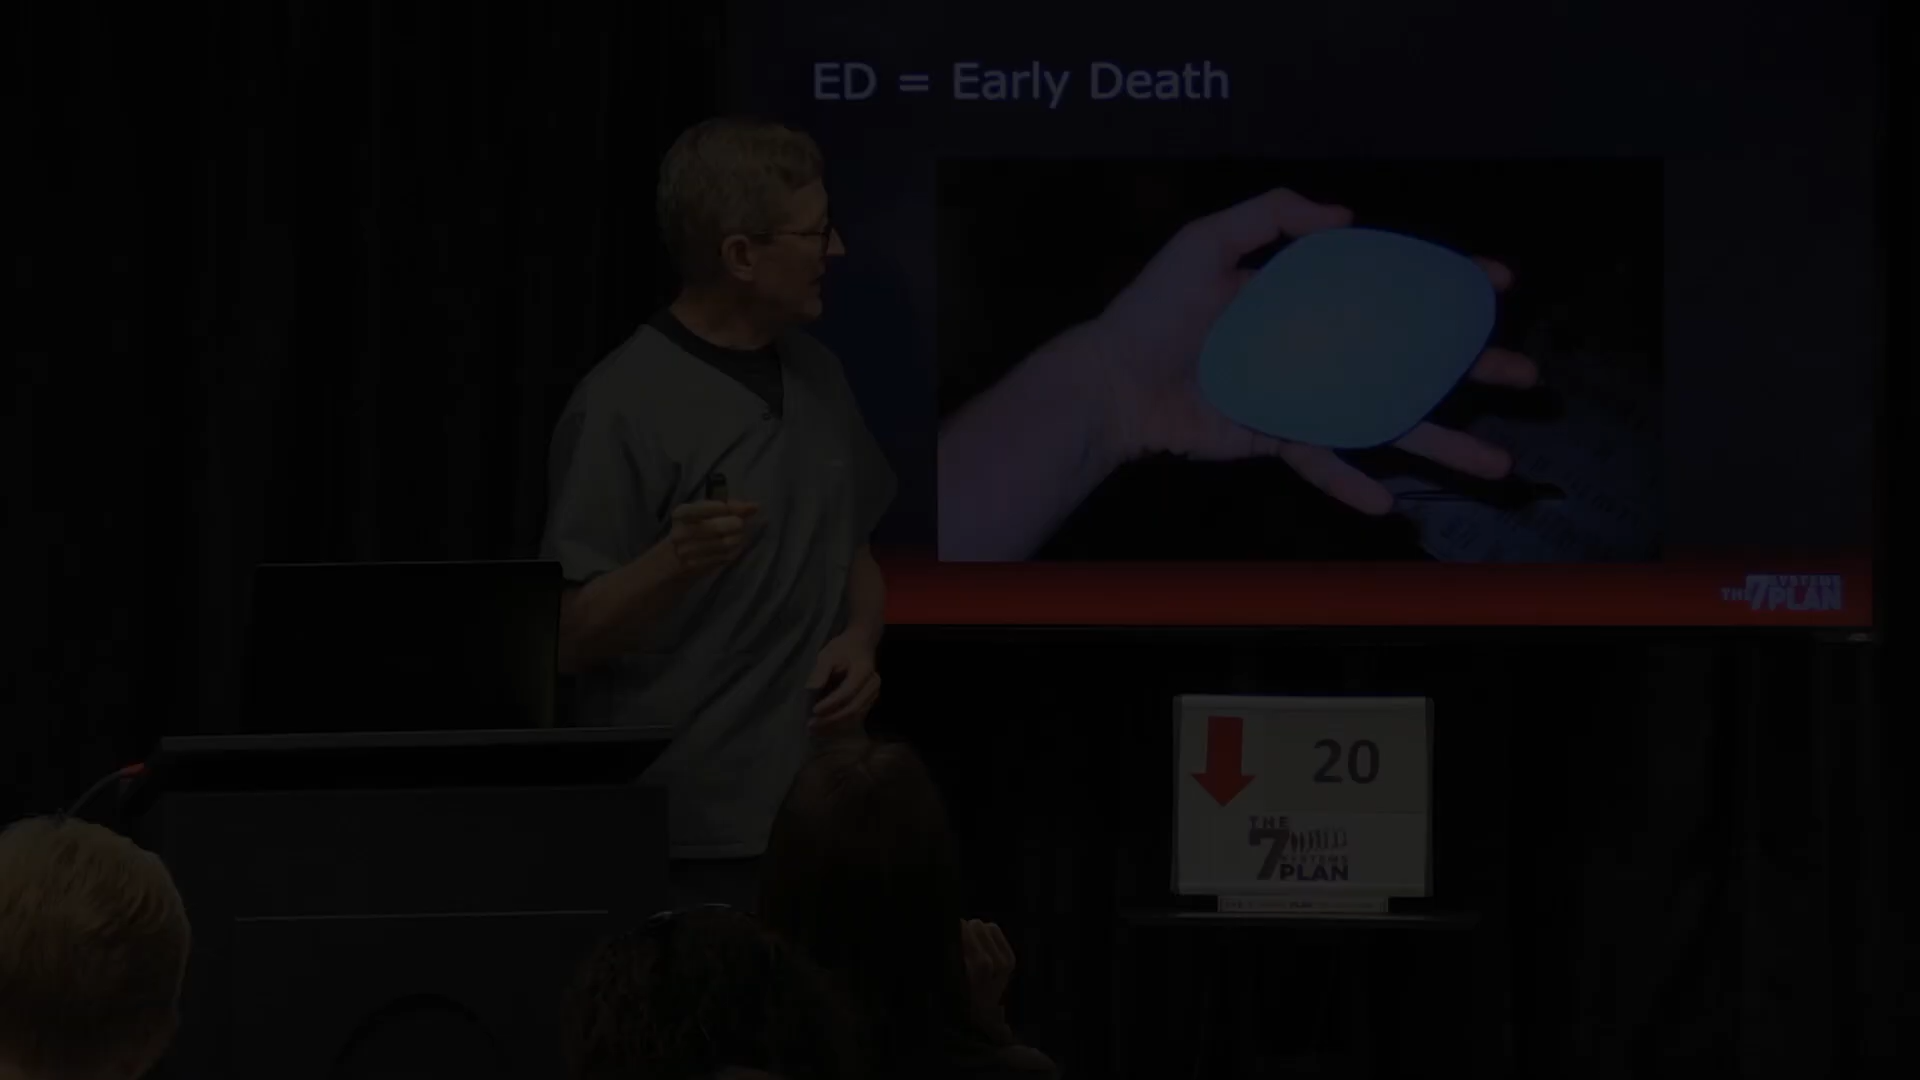 ED = Early Death
THE 7 SYSTEMS
PLAN
20
THE
7
SYSTEMS
PLAN